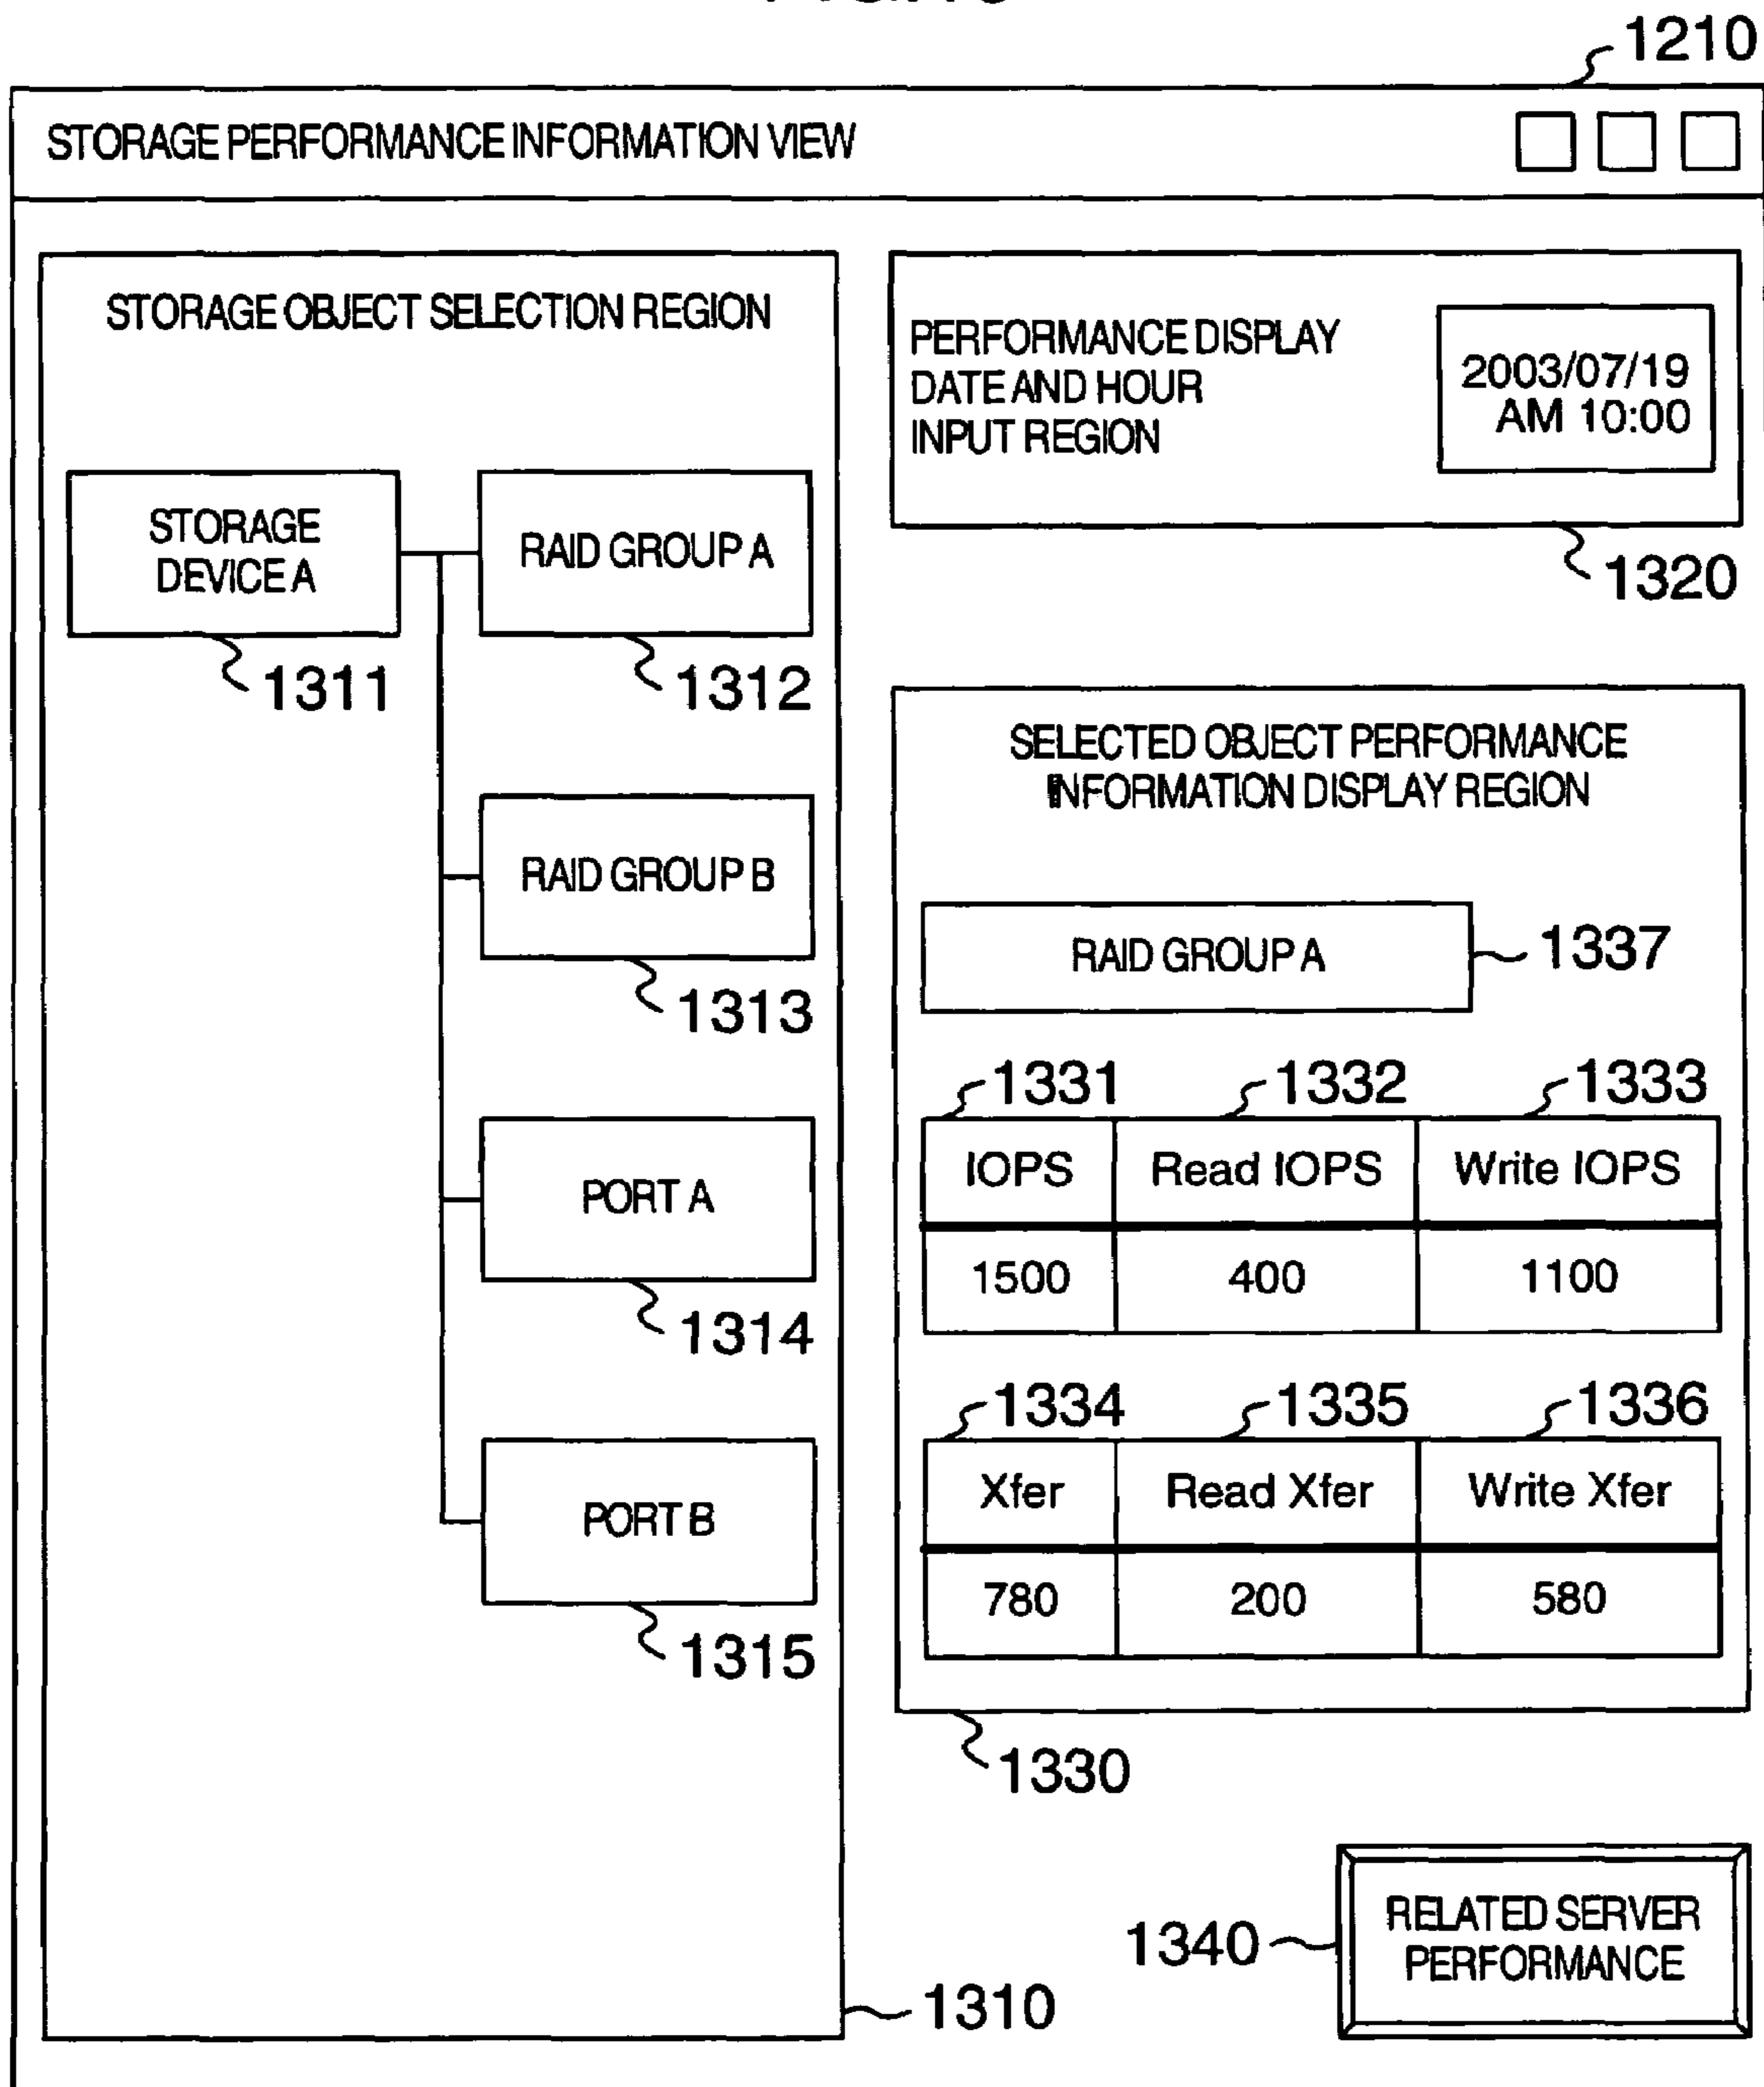 1210
STORAGE PERFORMANCE INFORMATION VIEW
STORAGE OBJECT SELECTION REGION
STORAGE
DEVICE A
1311
RAID GROUP A
1312
RAID GROUP B
1313
PORT A
1314
PORT B
1315
1310
PERFORMANCE DISPLAY
DATE AND HOUR
INPUT REGION
2003/07/19
AM 10:00
1320
SELECTED OBJECT PERFORMANCE
INFORMATION DISPLAY REGION
RAID GROUP A
1337
1331 1332 1333
IOPS Read IOPS Write IOPS
1500 400 1100
1334 1335 1336
Xfer Read Xfer Write Xfer
780 200 580
1330
1340
RELATED SERVER
PERFORMANCE